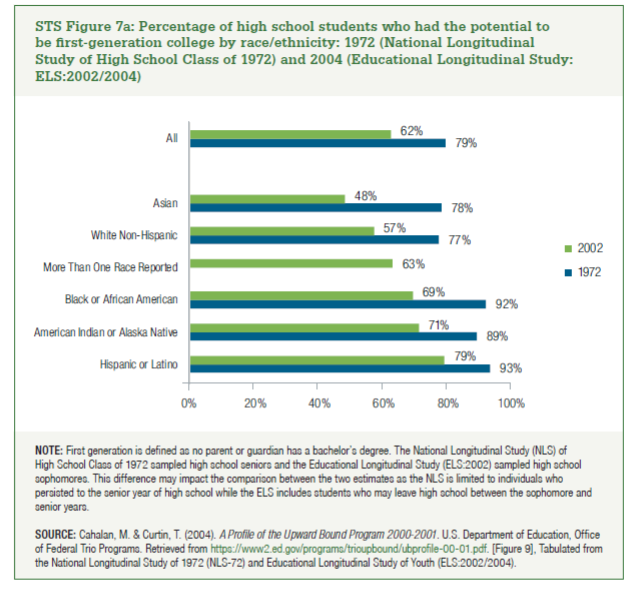 STS Figure 7a: Percentage of high school students who had the potential to
be first-generation college by race/ethnicity: 1972 (National Longitudinal
Study of High School Class of 1972) and 2004 (Educational Longitudinal Study:
ELS:2002/2004)
All
62%
79%
Asian
48%
78%
White Non-Hispanic
57%
77%
More Than One Race Reported
63%
Black or African American
69%
92%
American Indian or Alaska Native
71%
89%
Hispanic or Latino
79%
93%
2002
1972
0% 20% 40% 60% 80% 100%
NOTE: First generation is defined as no parent or guardian has a bachelor's degree. The National Longitudinal Study (NLS) of
High School Class of 1972 sampled high school seniors and the Educational Longitudinal Study (ELS:2002) sampled high school
sophomores. This difference may impact the comparison between the two estimates as the NLS is limited to individuals who
persisted to the senior year of high school while the ELS includes students who may leave high school between the sophomore and
senior years.
SOURCE: Cahalan, M. & Curtin, T. (2004). A Profile of the Upward Bound Program 2000-2001. U.S. Department of Education, Office
of Federal Trio Programs. Retrieved from https://www2.ed.gov/programs/trioupbound/ubprofile-00-01.pdf. [Figure 9], Tabulated from
the National Longitudinal Study of 1972 (NLS-72) and Educational Longitudinal Study of Youth (ELS:2002/2004).